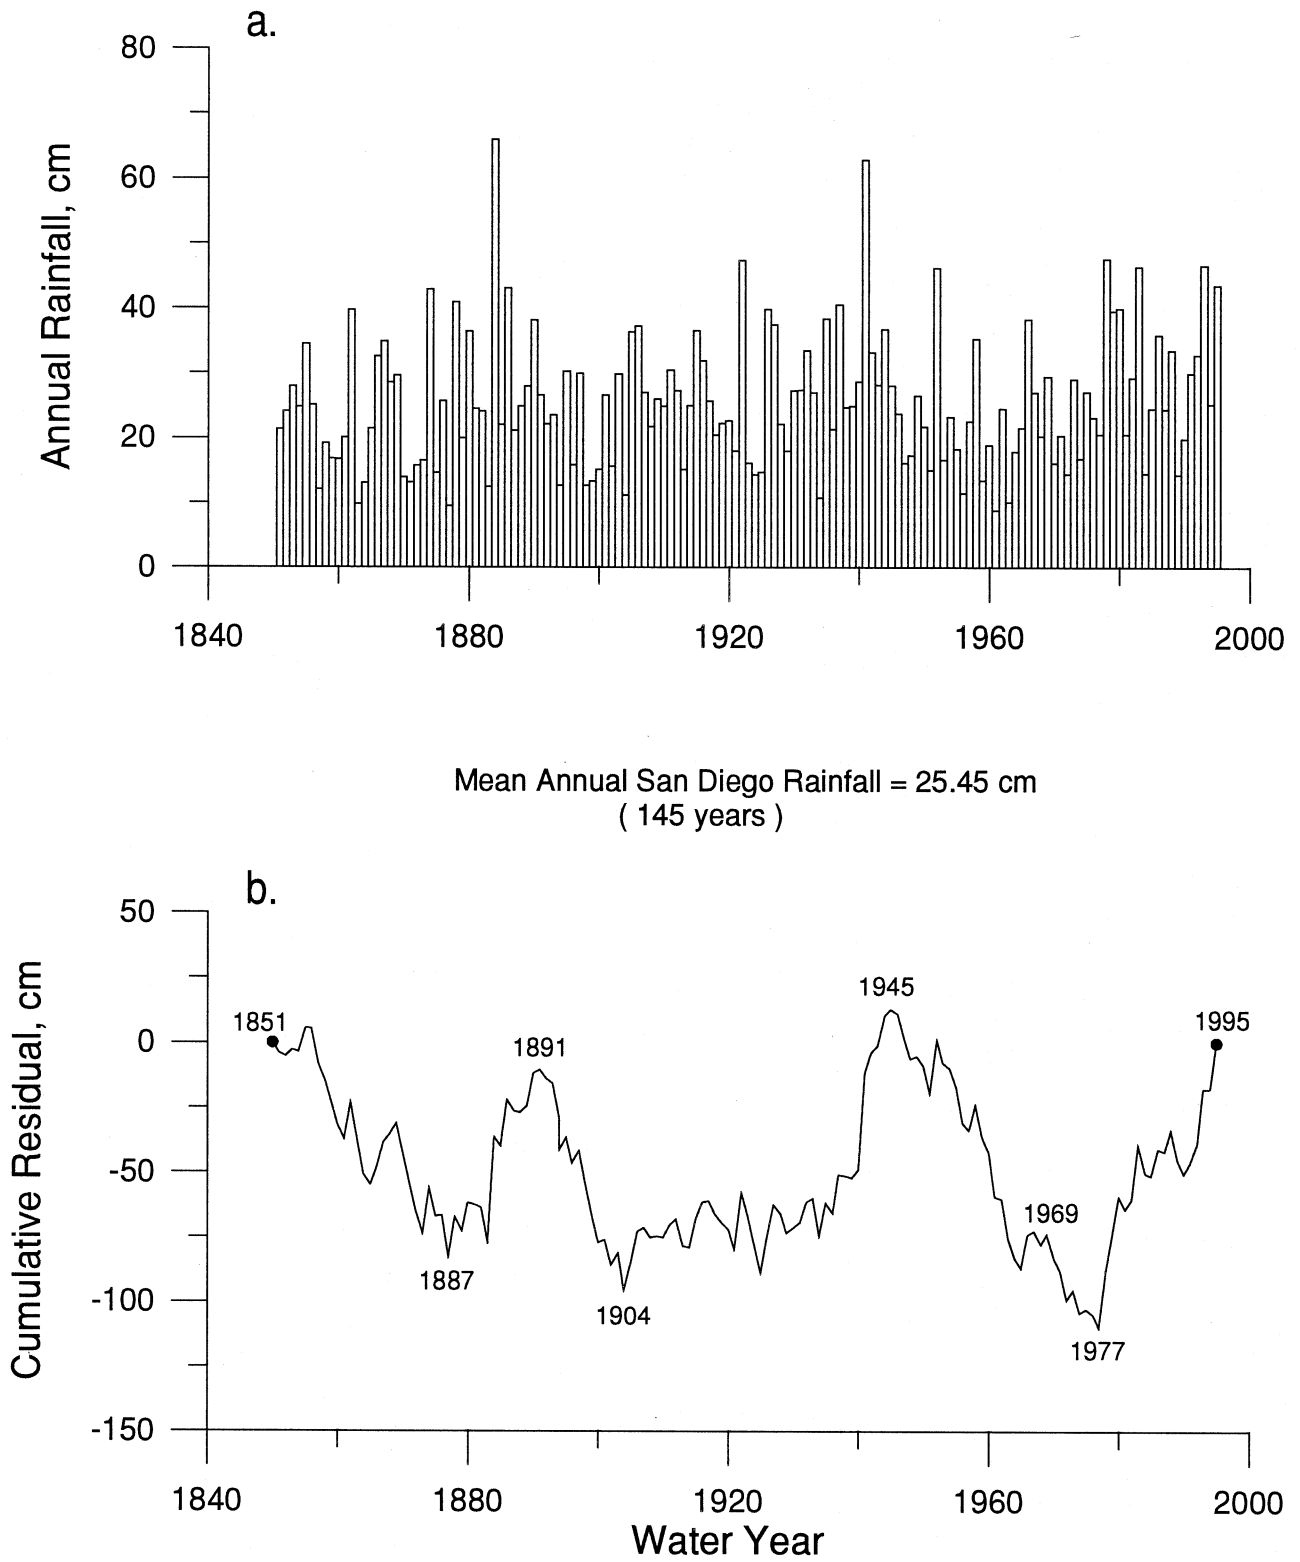 a.
80
60
40
20
0
Annual Rainfall, cm
1840 1880 1920 1960 2000
Mean Annual San Diego Rainfall = 25.45 cm
( 145 years )
b.
50
0
-50
-100
-150
Cumulative Residual, cm
1851
1887
1891
1904
1945
1969
1977
1995
1840 1880 1920 1960 2000
Water Year